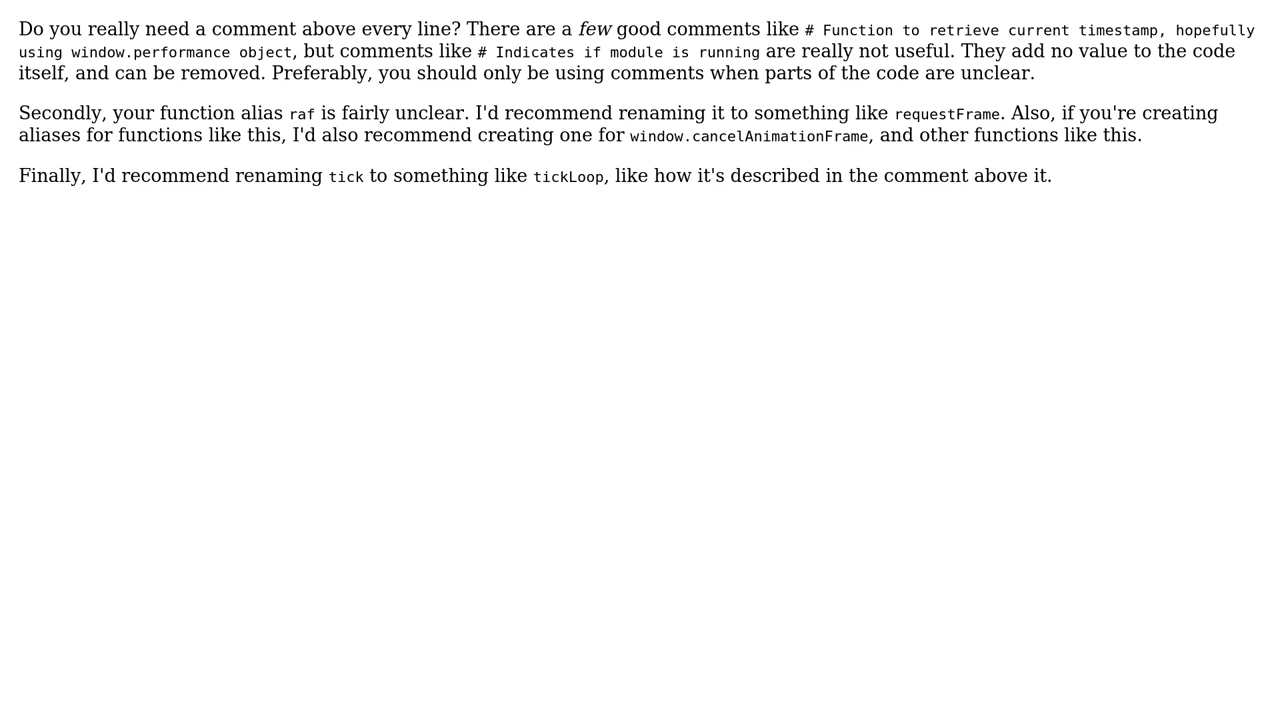 Do you really need a comment above every line? There are a few good comments like # Function to retrieve current timestamp, hopefully
using window.performance object, but comments like # Indicates if module is running are really not useful. They add no value to the code
itself, and can be removed. Preferably, you should only be using comments when parts of the code are unclear.
Secondly, your function alias raf is fairly unclear. I'd recommend renaming it to something like requestFrame. Also, if you're creating
aliases for functions like this, I'd also recommend creating one for window.cancelAnimationFrame, and other functions like this.
Finally, I'd recommend renaming tick to something like tickLoop, like how it's described in the comment above it.